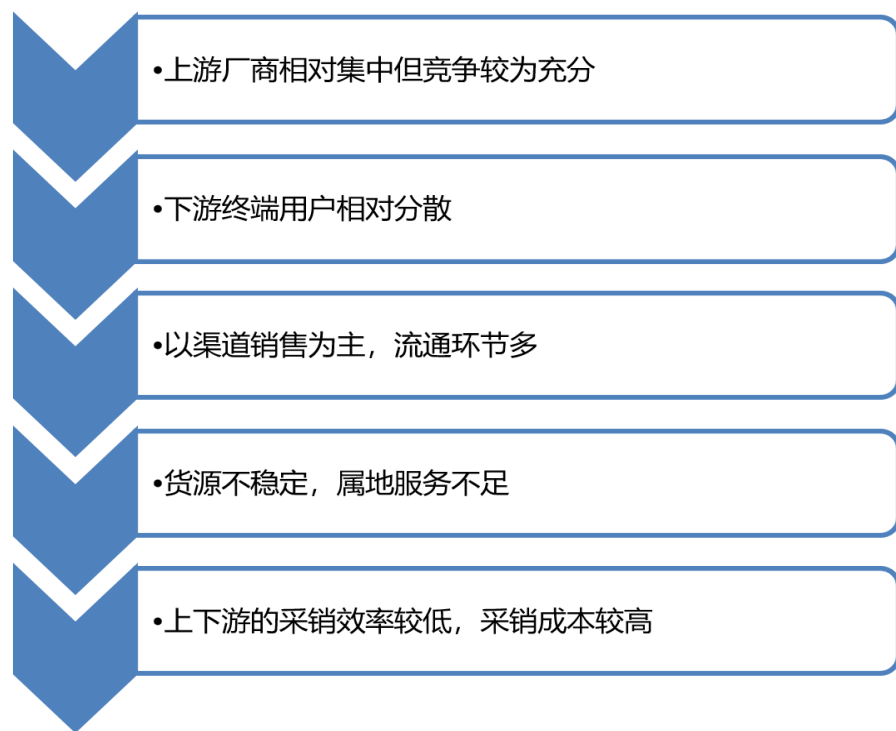 •上游厂商相对集中但竞争较为充分
•下游终端用户相对分散
•以渠道销售为主，流通环节多
•货源不稳定，属地服务不足
•上下游的采销效率较低，采销成本较高